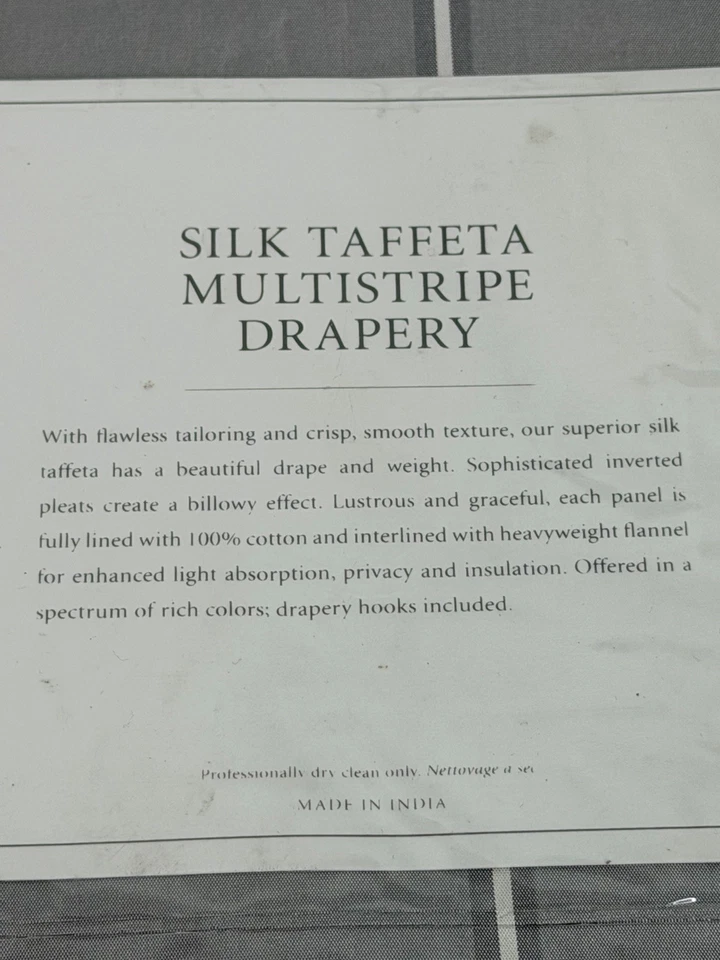 SILK TAFFETA
MULTISTRIPE
DRAPERY
With flawless tailoring and crisp, smooth texture, our superior silk
taffeta has a beautiful drape and weight. Sophisticated inverted
pleats create a billowy effect. Lustrous and graceful, each panel is
fully lined with 100% cotton and interlined with heavyweight flannel
for enhanced light absorption, privacy and insulation. Offered in a
spectrum of rich colors; drapery hooks included.
Professionally dry clean only. Nettovage a sec
MADE IN INDIA